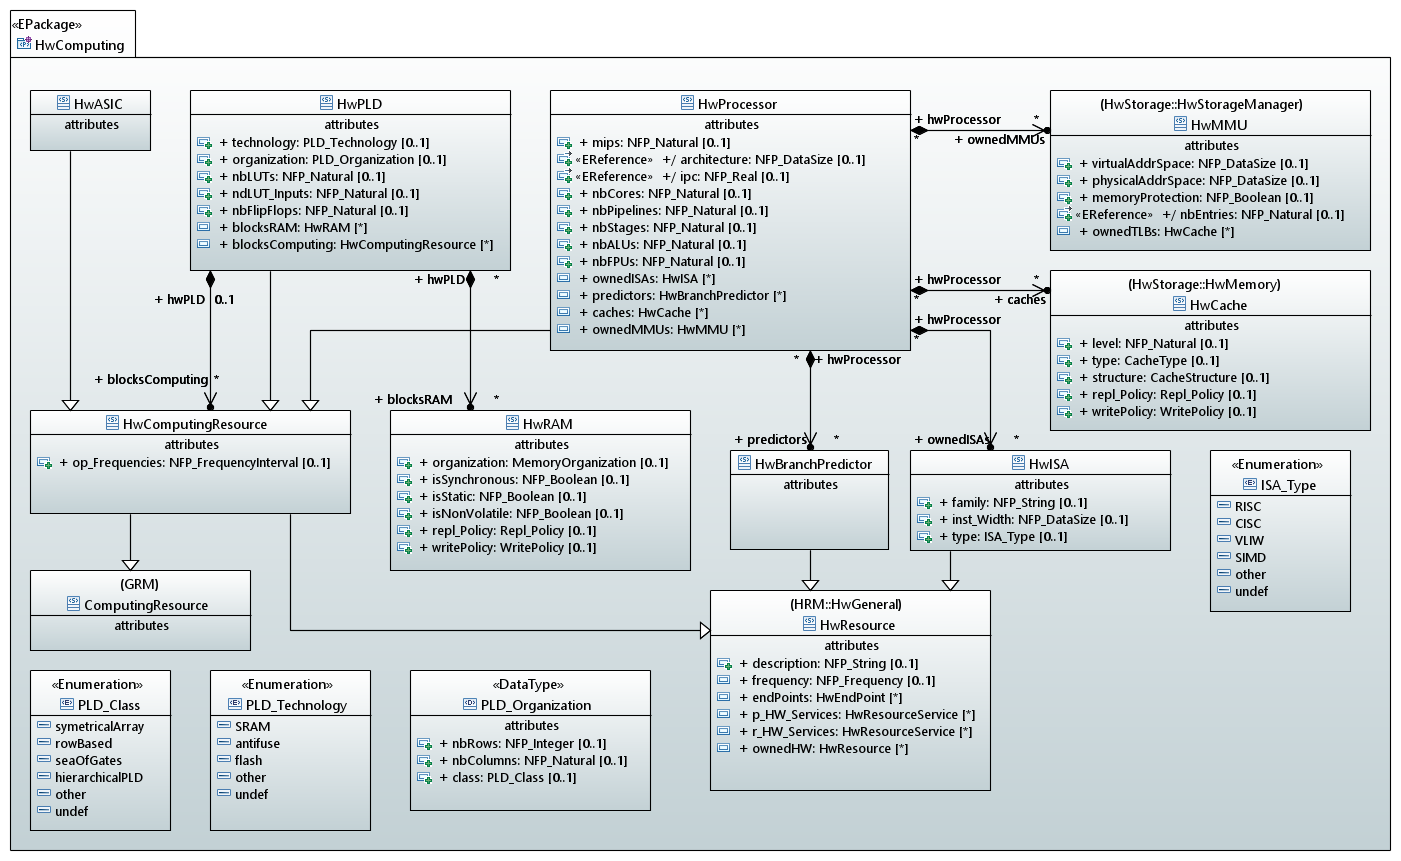 «EPackage»
HwComputing
HwASIC
attributes
HwPLD
attributes
+ technology: PLD_Technology [0..1]
+ organization: PLD_Organization [0..1]
+ nbLUTs: NFP_Natural [0..1]
+ ndLUT_Inputs: NFP_Natural [0..1]
+ nbFlipFlops: NFP_Natural [0..1]
+ blocksRAM: HwRAM [*]
+ blocksComputing: HwComputingResource [*]
HwProcessor
attributes
+ mips: NFP_Natural [0..1]
«EReference» +/ architecture: NFP_DataSize [0..1]
«EReference» +/ ipc: NFP_Real [0..1]
+ nbCores: NFP_Natural [0..1]
+ nbPipelines: NFP_Natural [0..1]
+ nbStages: NFP_Natural [0..1]
+ nbALUs: NFP_Natural [0..1]
+ nbFPUs: NFP_Natural [0..1]
+ ownedISAs: HwISA [*]
+ predictors: HwBranchPredictor [*]
+ caches: HwCache [*]
+ ownedMMUs: HwMMU [*]
+ hwProcessor *
*
+ ownedMMUs
(HwStorage::HwStorageManager)
HwMMU
attributes
+ virtualAddrSpace: NFP_DataSize [0..1]
+ physicalAddrSpace: NFP_DataSize [0..1]
+ memoryProtection: NFP_Boolean [0..1]
«EReference» +/ nbEntries: NFP_Natural [0..1]
+ ownedTLBs: HwCache [*]
+ hwProcessor *
*
+ caches
+ hwProcessor
*
(HwStorage::HwMemory)
HwCache
attributes
+ level: NFP_Natural [0..1]
+ type: CacheType [0..1]
+ structure: CacheStructure [0..1]
+ repl_Policy: Repl_Policy [0..1]
+ writePolicy: WritePolicy [0..1]
+ hwPLD 0..1
+ blocksComputing *
+ hwPLD *
+ blocksRAM *
* + hwProcessor
+ predictors *
+ ownedISAs *
HwComputingResource
attributes
+ op_Frequencies: NFP_FrequencyInterval [0..1]
HwRAM
attributes
+ organization: MemoryOrganization [0..1]
+ isSynchronous: NFP_Boolean [0..1]
+ isStatic: NFP_Boolean [0..1]
+ isNonVolatile: NFP_Boolean [0..1]
+ repl_Policy: Repl_Policy [0..1]
+ writePolicy: WritePolicy [0..1]
HwBranchPredictor
attributes
HwISA
attributes
+ family: NFP_String [0..1]
+ inst_Width: NFP_DataSize [0..1]
+ type: ISA_Type [0..1]
«Enumeration»
ISA_Type
RISC
CISC
VLIW
SIMD
other
undef
(GRM)
ComputingResource
attributes
(HRM::HwGeneral)
HwResource
attributes
+ description: NFP_String [0..1]
+ frequency: NFP_Frequency [0..1]
+ endPoints: HwEndPoint [*]
+ p_HW_Services: HwResourceService [*]
+ r_HW_Services: HwResourceService [*]
+ ownedHW: HwResource [*]
«Enumeration»
PLD_Class
symetricalArray
rowBased
seaOfGates
hierarchicalPLD
other
undef
«Enumeration»
PLD_Technology
SRAM
antifuse
flash
other
undef
«DataType»
PLD_Organization
attributes
+ nbRows: NFP_Integer [0..1]
+ nbColumns: NFP_Natural [0..1]
+ class: PLD_Class [0..1]